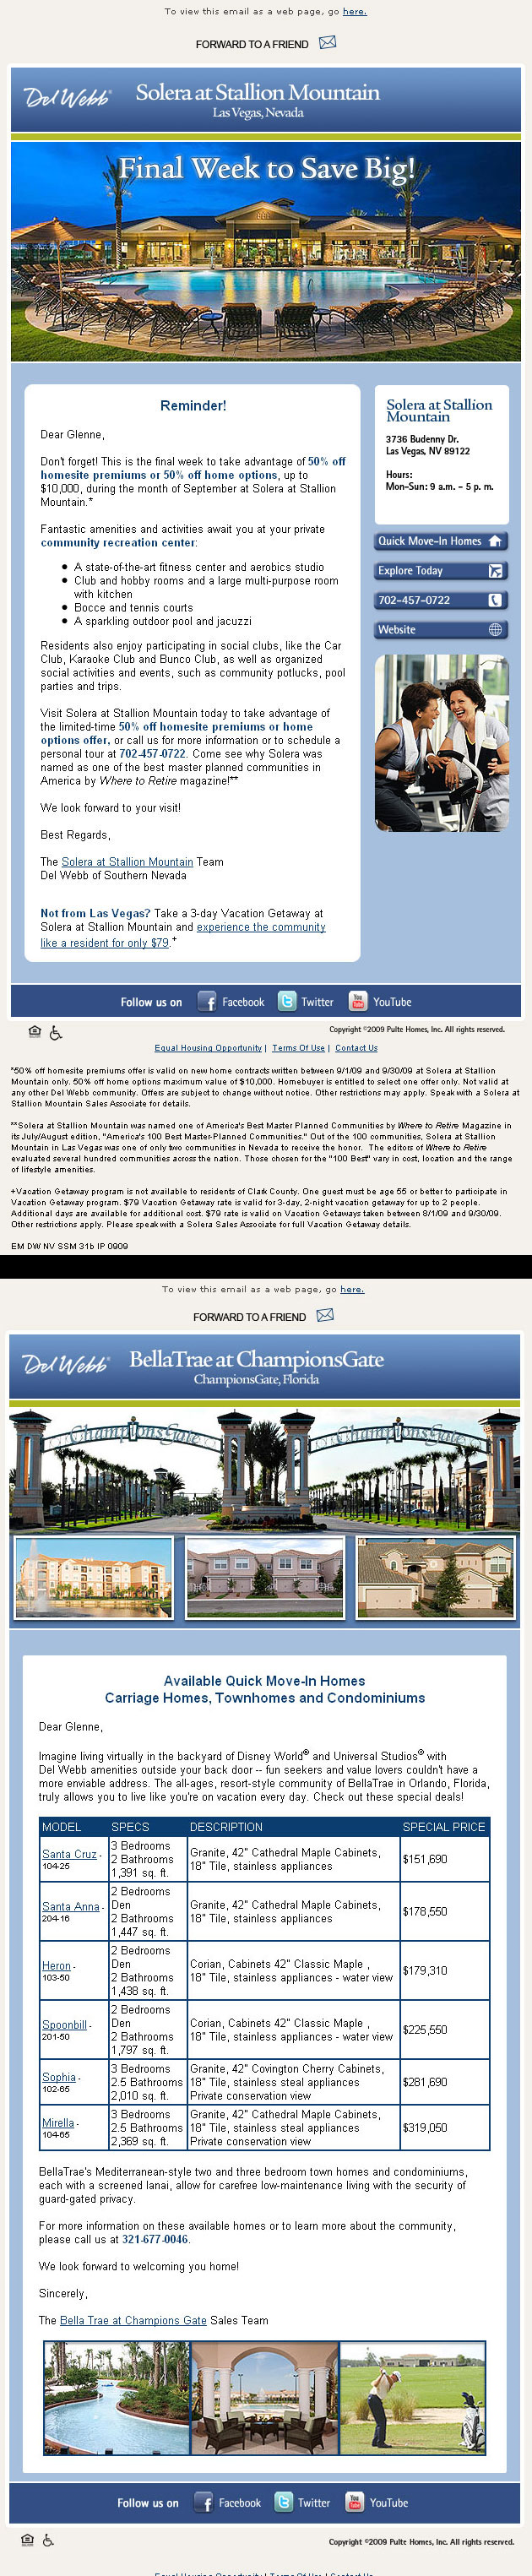 To view this email as a web page, go here.
FORWARD TO A FRIEND
Del Webb®
Solera at Stallion Mountain
Las Vegas, Nevada
Final Week to Save Big!
Reminder!
Dear Glenne,
Don't forget! This is the final week to take advantage of 50% off
homesite premiums or 50% off home options, up to
$10,000, during the month of September at Solera at Stallion
Mountain.*
Fantastic amenities and activities await you at your private
community recreation center:
● A state-of-the-art fitness center and aerobics studio
● Club and hobby rooms and a large multi-purpose room
with kitchen
● Bocce and tennis courts
● A sparkling outdoor pool and jacuzzi
Residents also enjoy participating in social clubs, like the Car
Club, Karaoke Club and Bunco Club, as well as organized
social activities and events, such as community potlucks, pool
parties and trips.
Visit Solera at Stallion Mountain today to take advantage of
the limited-time 50% off homesite premiums or home
options offer, or call us for more information or to schedule a
personal tour at 702-457-0722. Come see why Solera was
named as one of the best master planned communities in
America by Where to Retire magazine!**
We look forward to your visit!
Best Regards,
The Solera at Stallion Mountain Team
Del Webb of Southern Nevada
Not from Las Vegas? Take a 3-day Vacation Getaway at
Solera at Stallion Mountain and experience the community
like a resident for only $79.+
Solera at Stallion
Mountain
3736 Budenny Dr.
Las Vegas, NV 89122
Hours:
Mon-Sun: 9 a.m. - 5 p. m.
Quick Move-In Homes
Explore Today
702-457-0722
Website
Follow us on Facebook Twitter YouTube
Copyright ©2009 Pulte Homes, Inc. All rights reserved.
Equal Housing Opportunity | Terms Of Use | Contact Us
*50% off homesite premiums offer is valid on new home contracts written between 9/1/09 and 9/30/09 at Solera at Stallion
Mountain only. 50% off home options maximum value of $10,000. Homebuyer is entitled to select one offer only. Not valid at
any other Del Webb community. Offers are subject to change without notice. Other restrictions may apply. Speak with a Solera at
Stallion Mountain Sales Associate for details.
**Solera at Stallion Mountain was named one of America's Best Master Planned Communities by Where to Retire Magazine in
its July/August edition, "America's 100 Best Master-Planned Communities." Out of the 100 communities, Solera at Stallion
Mountain in Las Vegas was one of only two communities in Nevada to receive the honor. The editors of Where to Retire
evaluated several hundred communities across the nation. Those chosen for the "100 Best" vary in cost, location and the range
of lifestyle amenities.
+Vacation Getaway program is not available to residents of Clark County. One guest must be age 55 or better to participate in
Vacation Getaway program. $79 Vacation Getaway rate is valid for 3-day, 2-night vacation getaway for up to 2 people.
Additional days are available for additional cost. $79 rate is valid on Vacation Getaways taken between 8/1/09 and 9/30/09.
Other restrictions apply. Please speak with a Solera Sales Associate for full Vacation Getaway details.
EM DW NV SSM 31b IP 0909
To view this email as a web page, go here.
FORWARD TO A FRIEND
Del Webb®
BellaTrae at ChampionsGate
ChampionsGate, Florida
ChampionsGate ChampionsGate
Available Quick Move-In Homes
Carriage Homes, Townhomes and Condominiums
Dear Glenne,
Imagine living virtually in the backyard of Disney World® and Universal Studios® with
Del Webb amenities outside your back door -- fun seekers and value lovers couldn't have a
more enviable address. The all-ages, resort-style community of BellaTrae in Orlando, Florida,
truly allows you to live like you're on vacation every day. Check out these special deals!
MODEL SPECS DESCRIPTION SPECIAL PRICE
Santa Cruz -
104-25
3 Bedrooms
2 Bathrooms
1,391 sq. ft.
Granite, 42" Cathedral Maple Cabinets,
18" Tile, stainless appliances
$151,690
Santa Anna -
204-16
2 Bedrooms
Den
2 Bathrooms
1,447 sq. ft.
Granite, 42" Cathedral Maple Cabinets,
18" Tile, stainless appliances
$178,550
Heron -
103-50
2 Bedrooms
Den
2 Bathrooms
1,438 sq. ft.
Corian, Cabinets 42" Classic Maple ,
18" Tile, stainless appliances - water view
$179,310
Spoonbill -
201-50
2 Bedrooms
Den
2 Bathrooms
1,797 sq. ft.
Corian, Cabinets 42" Classic Maple ,
18" Tile, stainless appliances - water view
$225,550
Sophia -
102-65
3 Bedrooms
2.5 Bathrooms
2,010 sq. ft.
Granite, 42" Covington Cherry Cabinets,
18" Tile, stainless steal appliances
Private conservation view
$281,690
Mirella -
104-65
3 Bedrooms
2.5 Bathrooms
2,369 sq. ft.
Granite, 42" Cathedral Maple Cabinets,
18" Tile, stainless steal appliances
Private conservation view
$319,050
BellaTrae's Mediterranean-style two and three bedroom town homes and condominiums,
each with a screened lanai, allow for carefree low-maintenance living with the security of
guard-gated privacy.
For more information on these available homes or to learn more about the community,
please call us at 321-677-0046.
We look forward to welcoming you home!
Sincerely,
The Bella Trae at Champions Gate Sales Team
Follow us on Facebook Twitter YouTube
Copyright ©2009 Pulte Homes, Inc. All rights reserved.
Equal Housing Opportunity | Terms Of Use | Contact Us